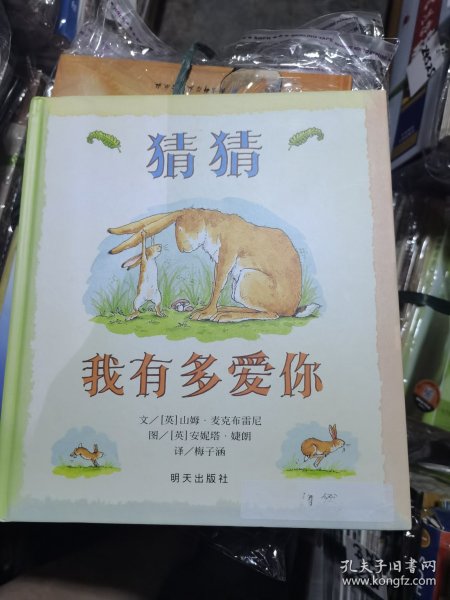 猜猜
我有多爱你
文／[英]山姆·麦克布雷尼
图／[英]安妮塔·婕朗
译／梅子涵
明天出版社
孔夫子旧书网
www.kongfz.com